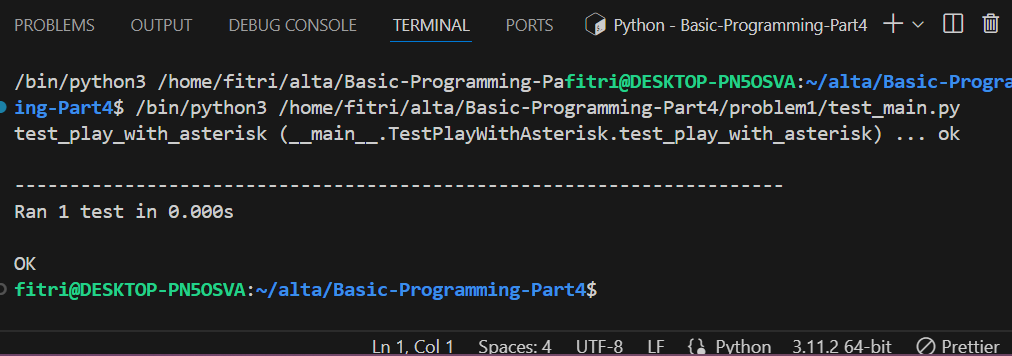 PROBLEMS OUTPUT DEBUG CONSOLE TERMINAL PORTS Python - Basic-Programming-Part4
/bin/python3 /home/fitri/alta/Basic-Programming-Pafitri@DESKTOP-PN5OSVA:~/alta/Basic-Progra
ing-Part4$ /bin/python3 /home/fitri/alta/Basic-Programming-Part4/problem1/test_main.py
test_play_with_asterisk (__main__.TestPlayWithAsterisk.test_play_with_asterisk) ... ok
----------------------------------------------------------------------
Ran 1 test in 0.000s
OK
fitri@DESKTOP-PN5OSVA:~/alta/Basic-Programming-Part4$
Ln 1, Col 1 Spaces: 4 UTF-8 LF Python 3.11.2 64-bit Prettier